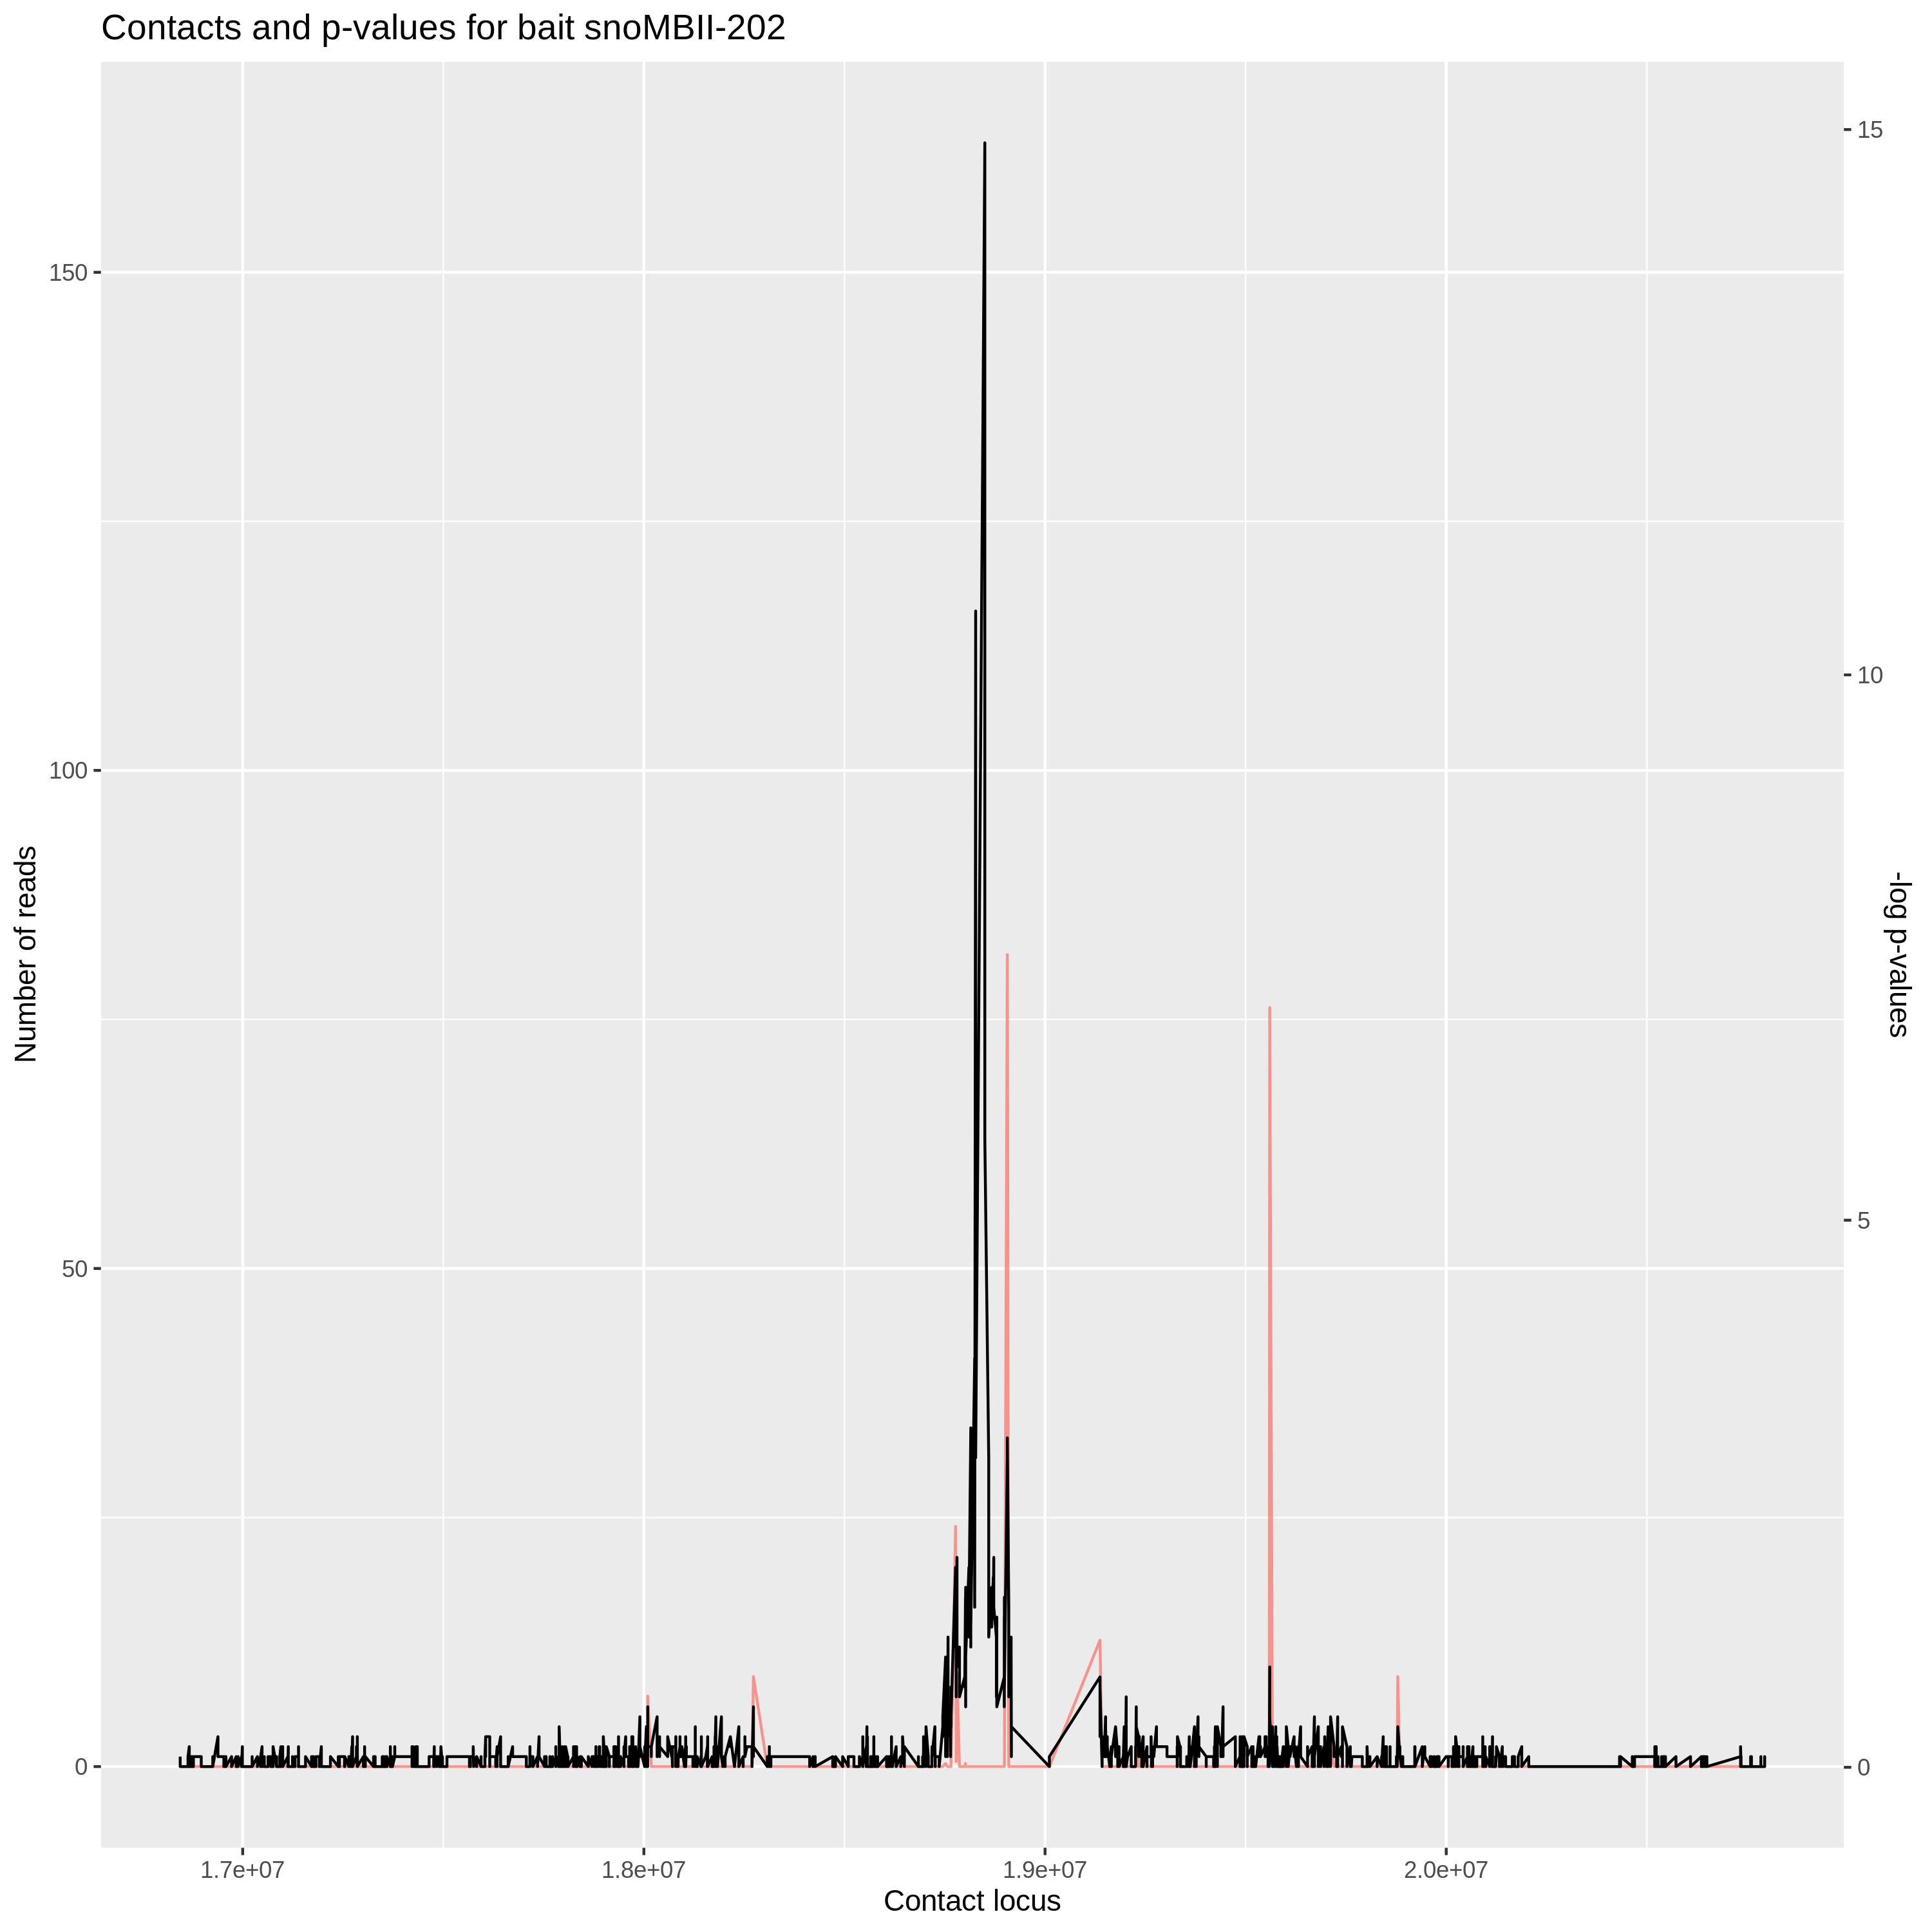 Contacts and p-values for bait snoMBII-202
150
100
50
0
Number of reads
15
10
5
0
-log p-values
1.7e+07
1.8e+07
1.9e+07
2.0e+07
Contact locus